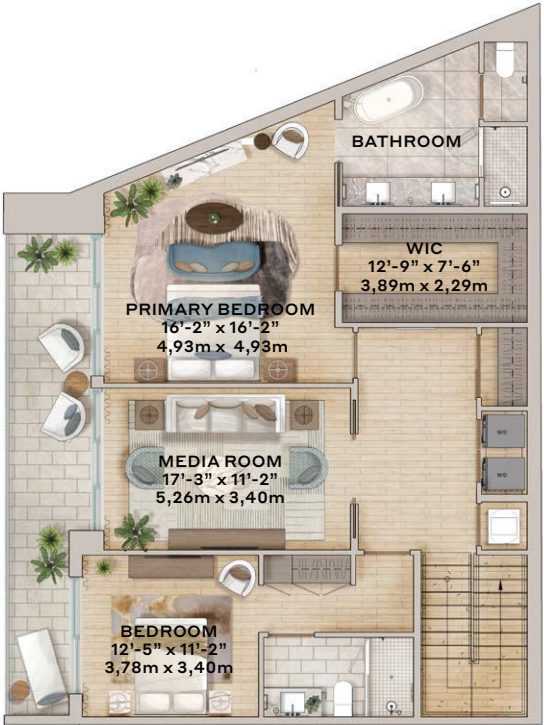 BATHROOM
WIC
12’-9” x 7’-6”
3,89m x 2,29m
PRIMARY BEDROOM
16’-2” x 16’-2”
4,93m x 4,93m
W/D
W/D
MEDIA ROOM
17’-3” x 11’-2”
5,26m x 3,40m
BEDROOM
12’-5” x 11’-2”
3,78m x 3,40m